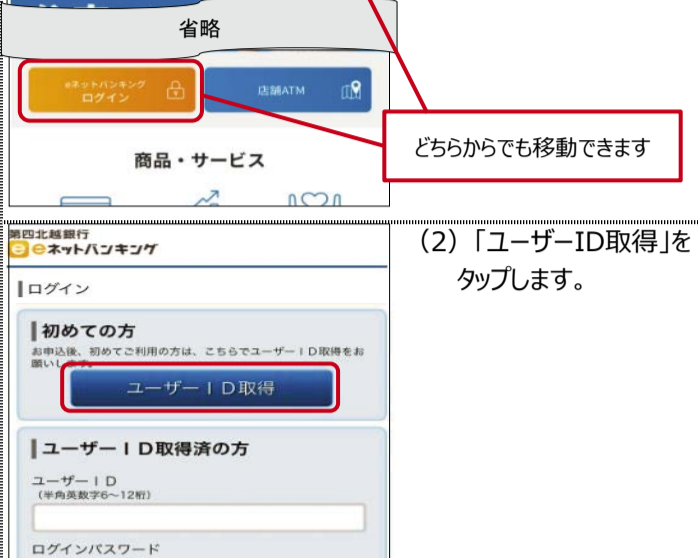 省略
eネットバンキング
ログイン
店舗ATM
どちらからでも移動できます
商品・サービス
第四北越銀行
eネットバンキング
(2)「ユーザーID取得」を
タップします。
ログイン
初めての方
お申込後、初めてご利用の方は、こちらでユーザーＩＤ取得をお
願いします。
ユーザーＩＤ取得
ユーザーＩＤ取得済の方
ユーザーＩＤ
(半角英数字6~12桁)
ログインパスワード